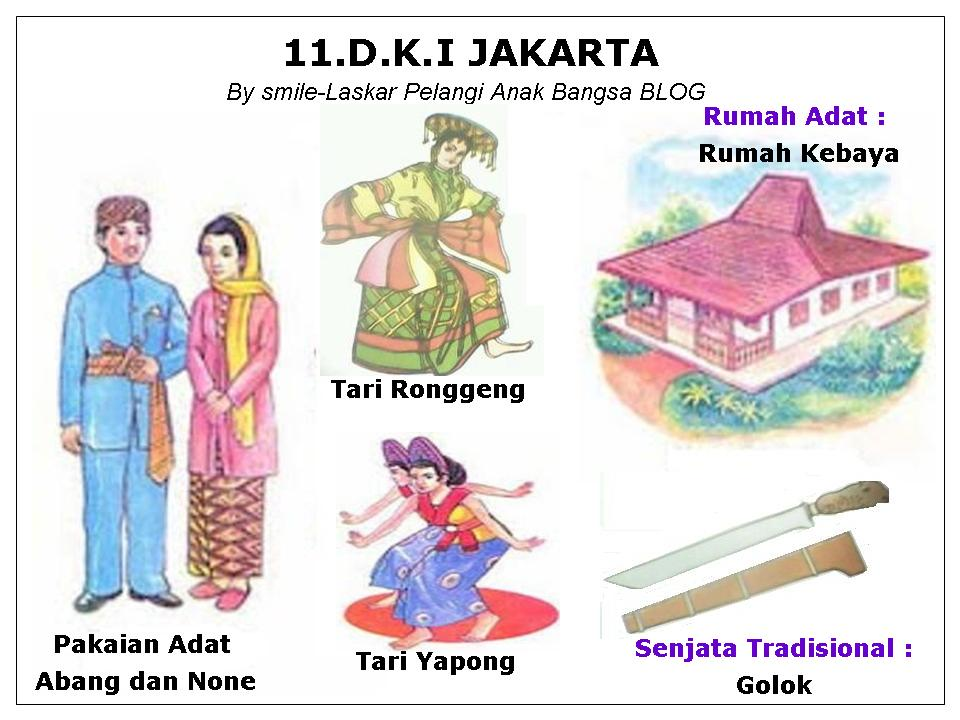 11.D.K.I JAKARTA
By smile-Laskar Pelangi Anak Bangsa BLOG
Rumah Adat :
Rumah Kebaya
Tari Ronggeng
Pakaian Adat
Abang dan None
Tari Yapong
Senjata Tradisional :
Golok